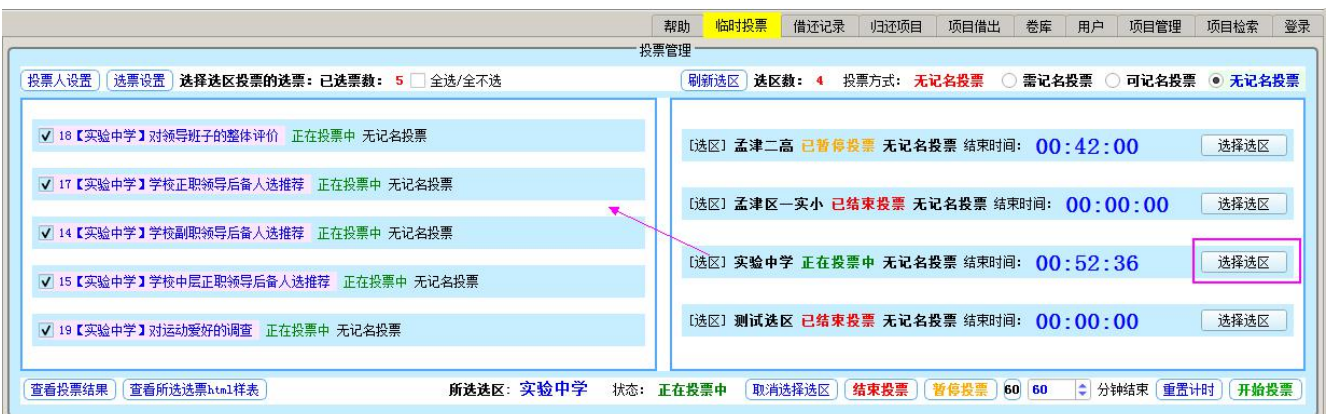 帮助 临时投票 借还记录 归还项目 项目借出 卷库 用户 项目管理 项目检索 登录
投票管理
投票人设置 选票设置 选择选区投票的选票：已选票数： 5 全选/全不选 刷新选区 选区数： 4 投票方式： 无记名投票 需记名投票 可记名投票 无记名投票
18【实验中学】对领导班子的整体评价 正在投票中 无记名投票
17【实验中学】学校正职领导后备人选推荐 正在投票中 无记名投票
14【实验中学】学校副职领导后备人选推荐 正在投票中 无记名投票
15【实验中学】学校中层正职领导后备人选推荐 正在投票中 无记名投票
19【实验中学】对运动爱好的调查 正在投票中 无记名投票
[选区] 孟津二高 已暂停投票 无记名投票 结束时间： 00:42:00 选择选区
[选区] 孟津区一实小 已结束投票 无记名投票 结束时间： 00:00:00 选择选区
[选区] 实验中学 正在投票中 无记名投票 结束时间： 00:52:36 选择选区
[选区] 测试选区 已结束投票 无记名投票 结束时间： 00:00:00 选择选区
查看投票结果 查看所选选票html样表 所选选区： 实验中学 状态： 正在投票中 取消选择选区 结束投票 暂停投票 60 60 分钟结束 重置计时 开始投票